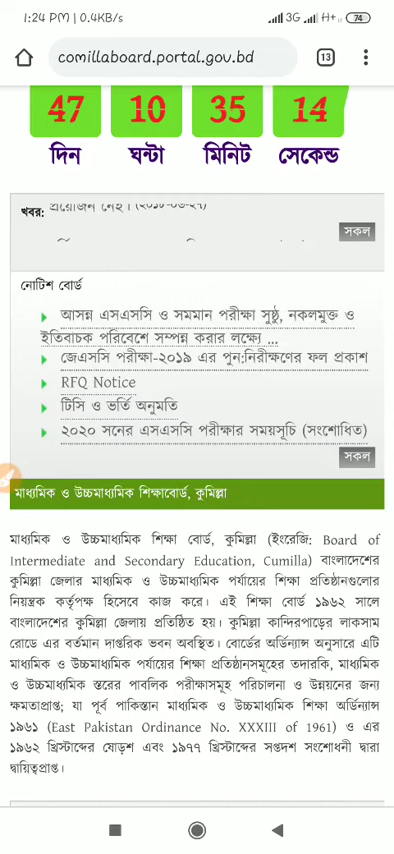 1:24 PM | 0.4KB/s
3G
H+
74
comillaboard.portal.gov.bd
13
47 10 35 14
দিন ঘন্টা মিনিট সেকেন্ড
খবর: প্রয়োজন নেই। (২০১৮-০৬-২৭)
সকল
নোটিশ বোর্ড
আসন্ন এসএসসি ও সমমান পরীক্ষা সুষ্ঠু, নকলমুক্ত ও
ইতিবাচক পরিবেশে সম্পন্ন করার লক্ষ্যে ...
জেএসসি পরীক্ষা-২০১৯ এর পুন:নিরীক্ষণের ফল প্রকাশ
RFQ Notice
টিসি ও ভর্তি অনুমতি
২০২০ সনের এসএসসি পরীক্ষার সময়সূচি (সংশোধিত)
সকল
মাধ্যমিক ও উচ্চমাধ্যমিক শিক্ষাবোর্ড, কুমিল্লা
মাধ্যমিক ও উচ্চমাধ্যমিক শিক্ষা বোর্ড, কুমিল্লা (ইংরেজি: Board of
Intermediate and Secondary Education, Cumilla) বাংলাদেশের
কুমিল্লা জেলার মাধ্যমিক ও উচ্চমাধ্যমিক পর্যায়ের শিক্ষা প্রতিষ্ঠানগুলোর
নিয়ন্ত্রক কর্তৃপক্ষ হিসেবে কাজ করে। এই শিক্ষা বোর্ড ১৯৬২ সালে
বাংলাদেশের কুমিল্লা জেলায় প্রতিষ্ঠিত হয়। কুমিল্লা কান্দিরপাড়ের লাকসাম
রোডে এর বর্তমান দাপ্তরিক ভবন অবস্থিত। বোর্ডের অর্ডিন্যান্স অনুসারে এটি
মাধ্যমিক ও উচ্চমাধ্যমিক পর্যায়ের শিক্ষা প্রতিষ্ঠানসমূহের তদারকি, মাধ্যমিক
ও উচ্চমাধ্যমিক স্তরের পাবলিক পরীক্ষাসমূহ পরিচালনা ও উন্নয়নের জন্য
ক্ষমতাপ্রাপ্ত; যা পূর্ব পাকিস্তান মাধ্যমিক ও উচ্চমাধ্যমিক শিক্ষা অর্ডিন্যান্স
১৯৬১ (East Pakistan Ordinance No. XXXIII of 1961) ও এর
১৯৬২ খ্রিস্টাব্দের ষোড়শ এবং ১৯৭৭ খ্রিস্টাব্দের সপ্তদশ সংশোধনী দ্বারা
দ্বায়িত্বপ্রাপ্ত।